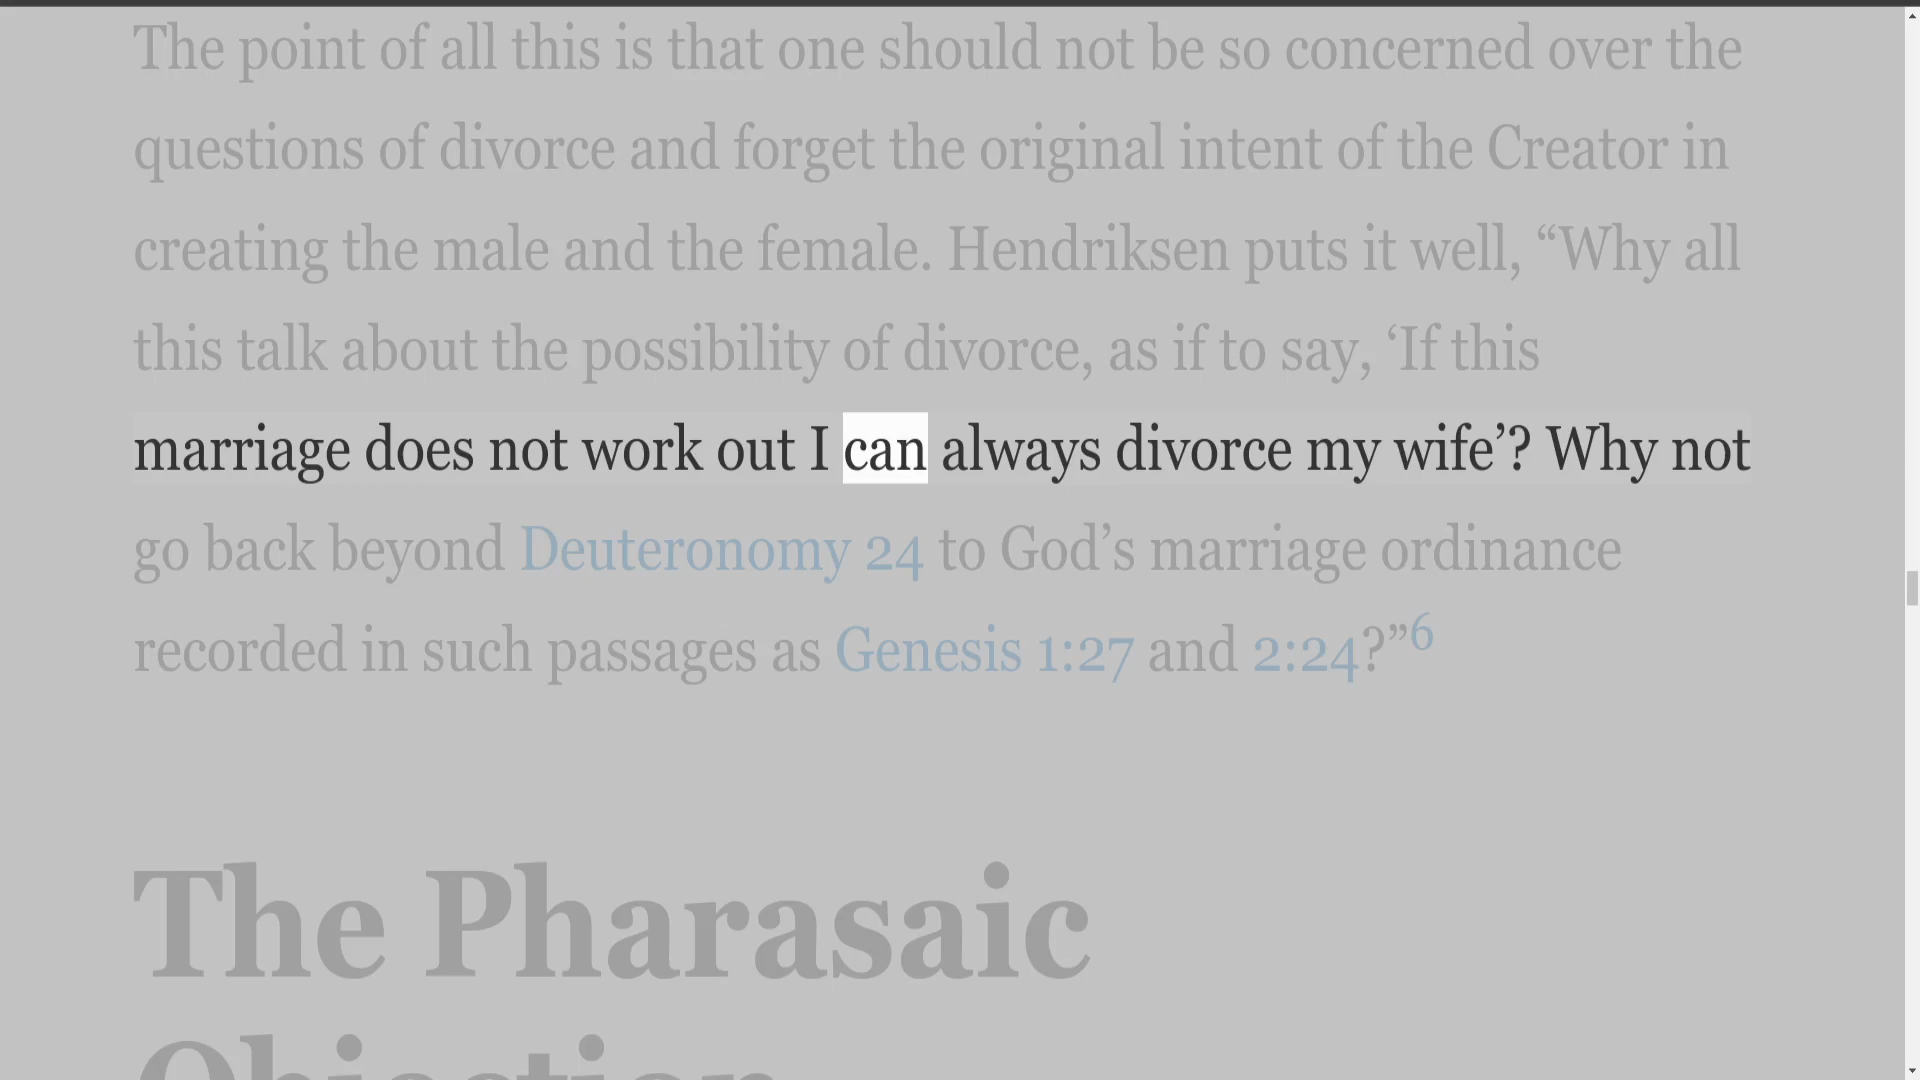 The point of all this is that one should not be so concerned over the
questions of divorce and forget the original intent of the Creator in
creating the male and the female. Hendriksen puts it well, “Why all
this talk about the possibility of divorce, as if to say, ‘If this
marriage does not work out I can always divorce my wife’? Why not
go back beyond Deuteronomy 24 to God’s marriage ordinance
recorded in such passages as Genesis 1:27 and 2:24?”6
The Pharasaic
Objection